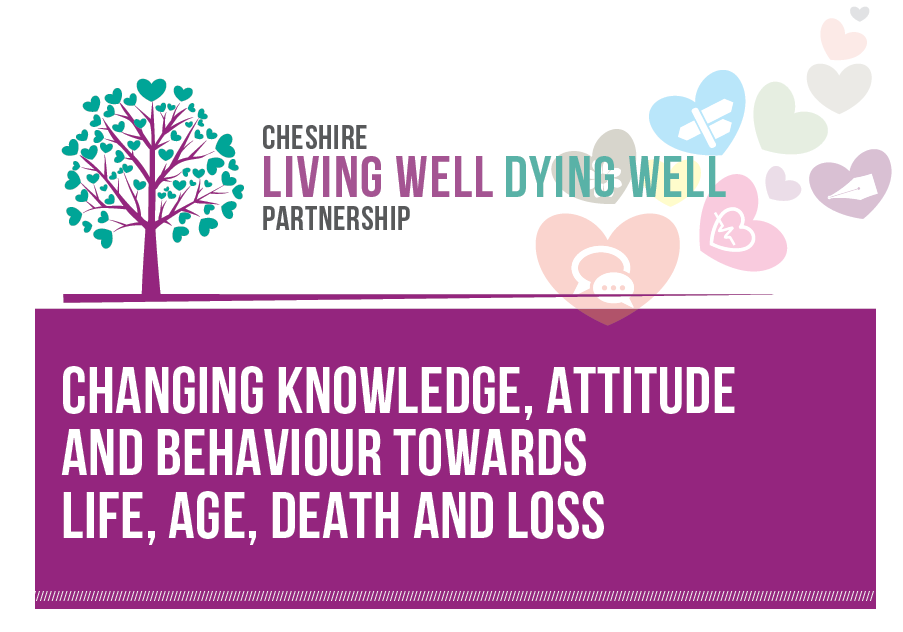 CHESHIRE
LIVING WELL DYING WELL
PARTNERSHIP
CHANGING KNOWLEDGE, ATTITUDE
AND BEHAVIOUR TOWARDS
LIFE, AGE, DEATH AND LOSS